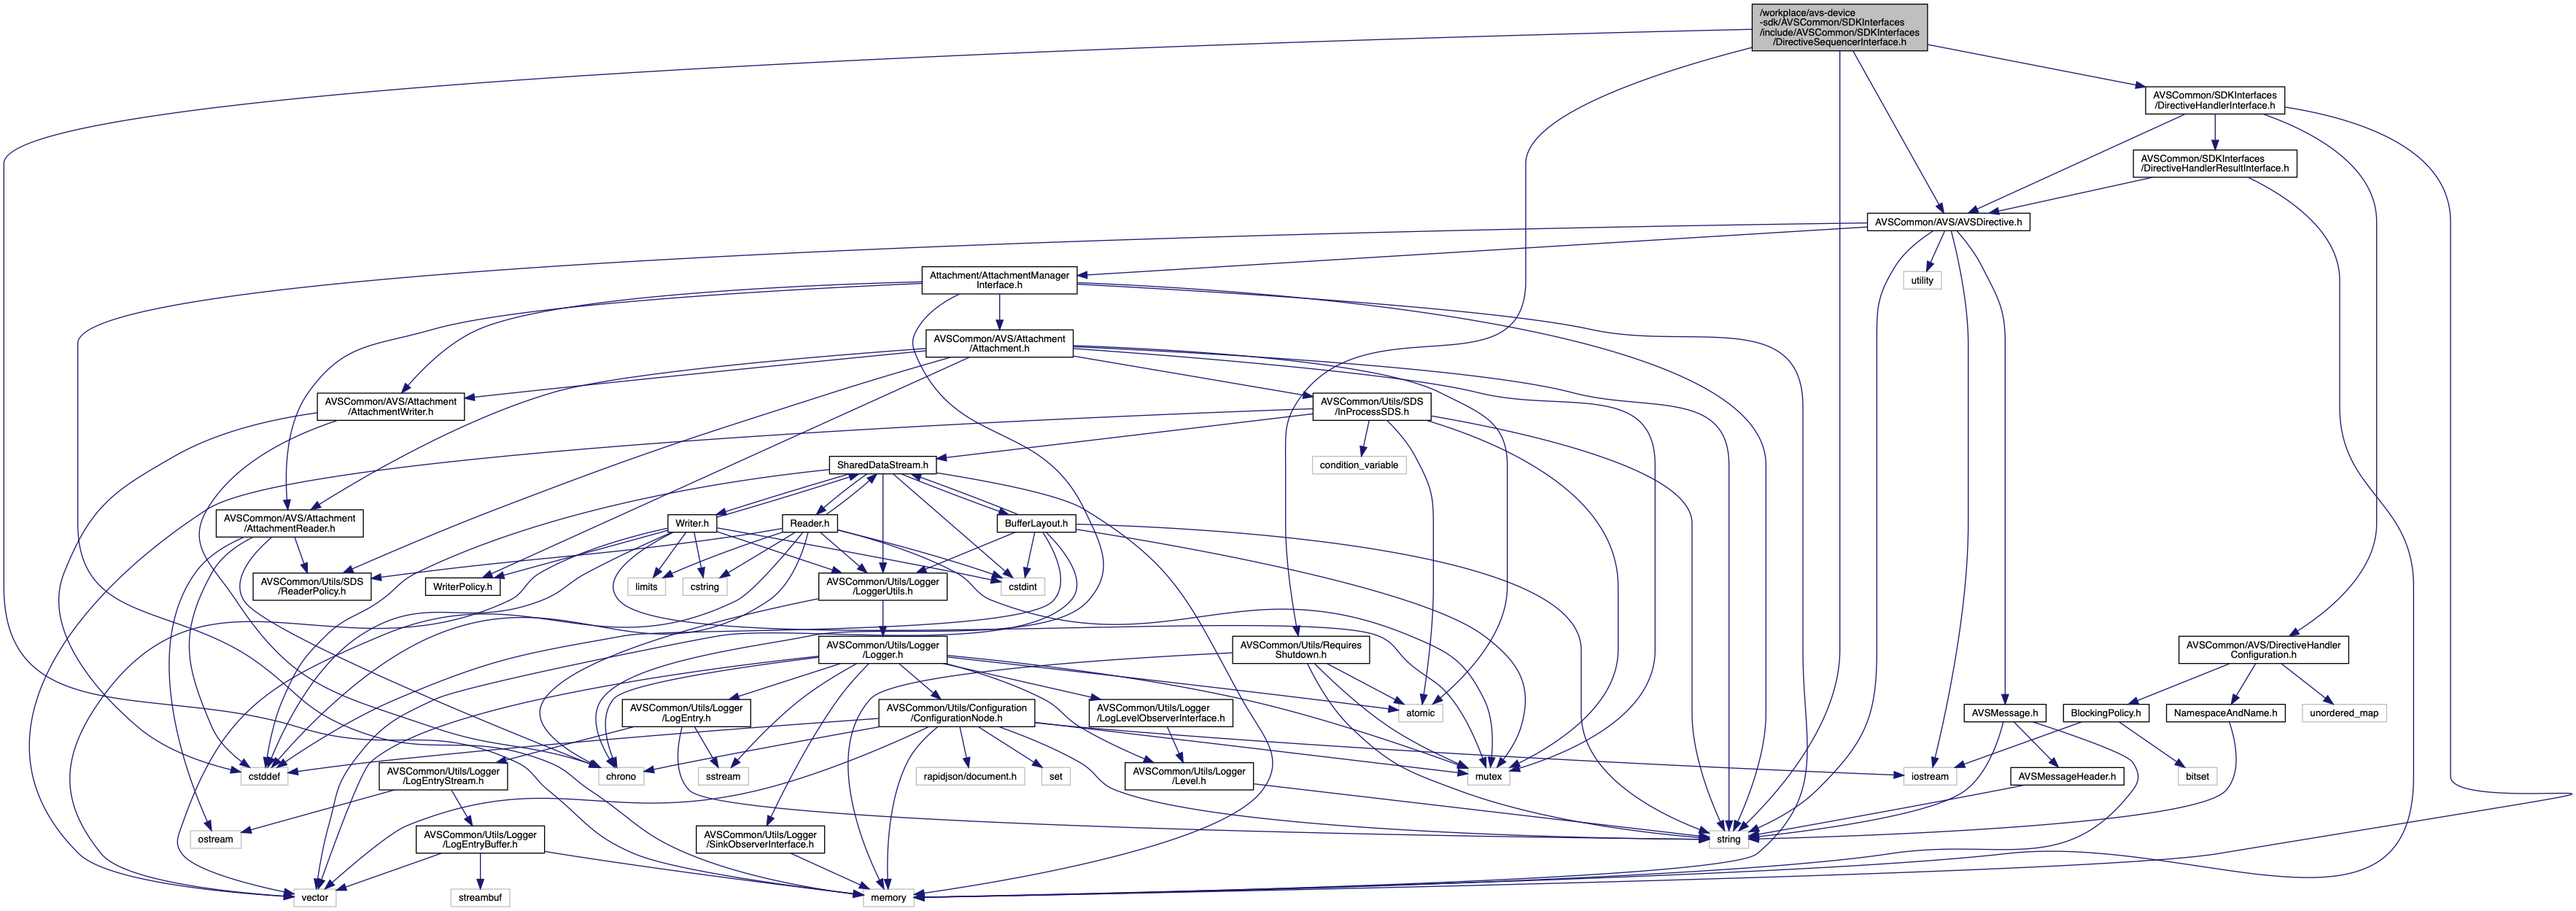 /workplace/avs-device
-sdk/AVSCommon/SDKInterfaces
/include/AVSCommon/SDKInterfaces
/DirectiveSequencerInterface.h
AVSCommon/SDKInterfaces
/DirectiveHandlerInterface.h
AVSCommon/SDKInterfaces
/DirectiveHandlerResultInterface.h
AVSCommon/AVS/AVSDirective.h
Attachment/AttachmentManager
Interface.h
utility
AVSCommon/AVS/Attachment
/Attachment.h
AVSCommon/AVS/Attachment
/AttachmentWriter.h
AVSCommon/Utils/SDS
/InProcessSDS.h
SharedDataStream.h
condition_variable
AVSCommon/AVS/Attachment
/AttachmentReader.h
Writer.h
Reader.h
BufferLayout.h
AVSCommon/Utils/SDS
/ReaderPolicy.h
WriterPolicy.h
limits
cstring
AVSCommon/Utils/Logger
/LoggerUtils.h
cstdint
AVSCommon/Utils/Logger
/Logger.h
AVSCommon/Utils/Requires
Shutdown.h
AVSCommon/AVS/DirectiveHandler
Configuration.h
AVSCommon/Utils/Logger
/LogEntry.h
AVSCommon/Utils/Configuration
/ConfigurationNode.h
AVSCommon/Utils/Logger
/LogLevelObserverInterface.h
atomic
AVSMessage.h
BlockingPolicy.h
NamespaceAndName.h
unordered_map
cstddef
AVSCommon/Utils/Logger
/LogEntryStream.h
chrono
sstream
rapidjson/document.h
set
AVSCommon/Utils/Logger
/Level.h
mutex
iostream
AVSMessageHeader.h
bitset
ostream
AVSCommon/Utils/Logger
/LogEntryBuffer.h
AVSCommon/Utils/Logger
/SinkObserverInterface.h
string
vector
streambuf
memory